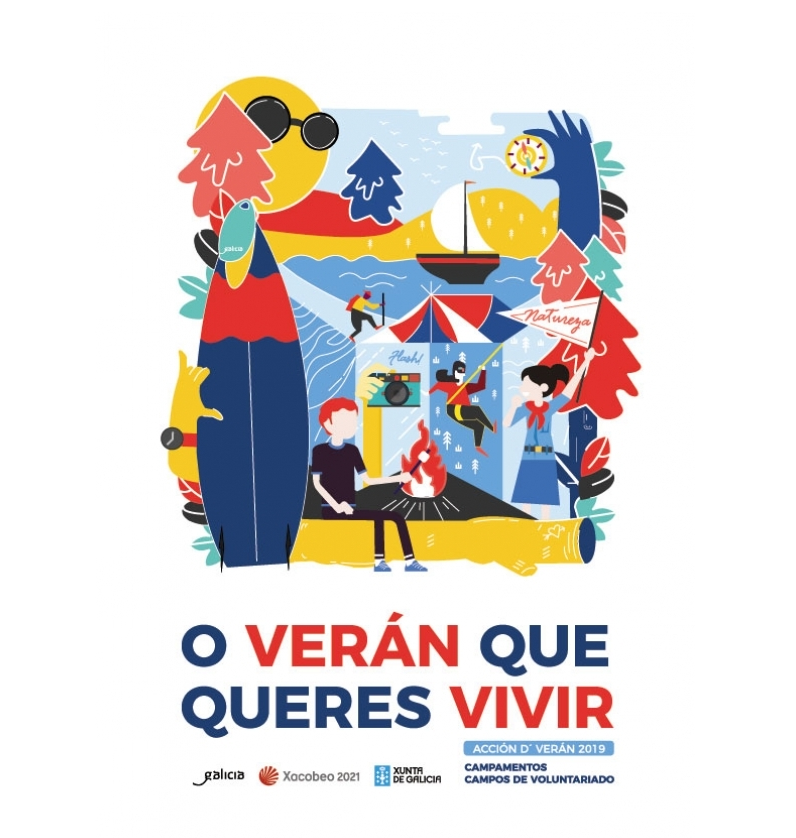 galicia
Natureza
Flash!
O VERÁN QUE
QUERES VIVIR
ACCIÓN D´ VERÁN 2019
CAMPAMENTOS
CAMPOS DE VOLUNTARIADO
galicia
Xacobeo 2021
XUNTA
DE GALICIA